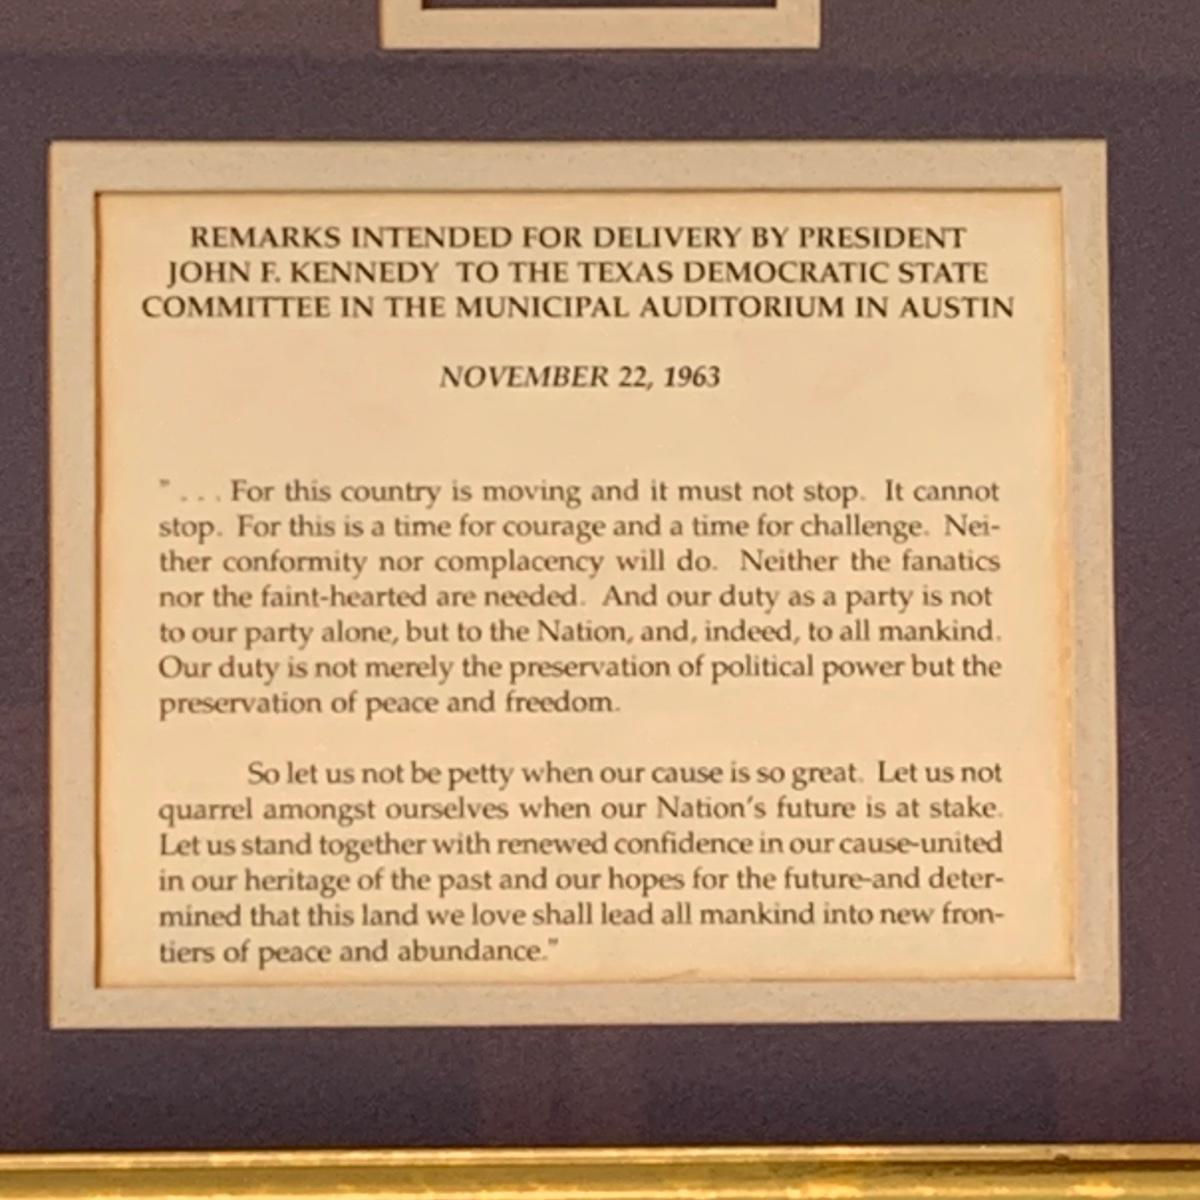 REMARKS INTENDED FOR DELIVERY BY PRESIDENT
JOHN F. KENNEDY TO THE TEXAS DEMOCRATIC STATE
COMMITTEE IN THE MUNICIPAL AUDITORIUM IN AUSTIN
NOVEMBER 22, 1963
" . . . For this country is moving and it must not stop. It cannot
stop. For this is a time for courage and a time for challenge. Nei-
ther conformity nor complacency will do. Neither the fanatics
nor the faint-hearted are needed. And our duty as a party is not
to our party alone, but to the Nation, and, indeed, to all mankind.
Our duty is not merely the preservation of political power but the
preservation of peace and freedom.
So let us not be petty when our cause is so great. Let us not
quarrel amongst ourselves when our Nation's future is at stake.
Let us stand together with renewed confidence in our cause-united
in our heritage of the past and our hopes for the future-and deter-
mined that this land we love shall lead all mankind into new fron-
tiers of peace and abundance."